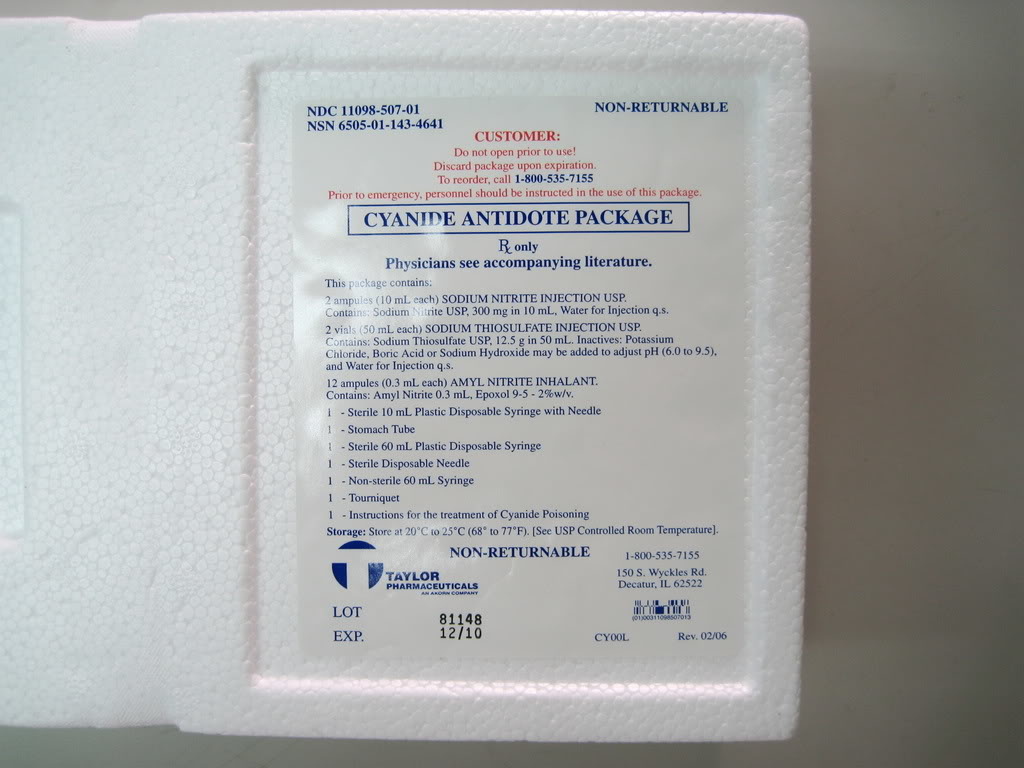 NDC 11098-507-01
NSN 6505-01-143-4641
NON-RETURNABLE
CUSTOMER:
Do not open prior to use!
Discard package upon expiration.
To reorder, call 1-800-535-7155
Prior to emergency, personnel should be instructed in the use of this package.
CYANIDE ANTIDOTE PACKAGE
℞ only
Physicians see accompanying literature.
This package contains:
2 ampules (10 mL each) SODIUM NITRITE INJECTION USP.
Contains: Sodium Nitrite USP, 300 mg in 10 mL, Water for Injection q.s.
2 vials (50 mL each) SODIUM THIOSULFATE INJECTION USP.
Contains: Sodium Thiosulfate USP, 12.5 g in 50 mL. Inactives: Potassium
Chloride, Boric Acid or Sodium Hydroxide may be added to adjust pH (6.0 to 9.5),
and Water for Injection q.s.
12 ampules (0.3 mL each) AMYL NITRITE INHALANT.
Contains: Amyl Nitrite 0.3 mL, Epoxol 9-5 - 2%w/v.
1 - Sterile 10 mL Plastic Disposable Syringe with Needle
1 - Stomach Tube
1 - Sterile 60 mL Plastic Disposable Syringe
1 - Sterile Disposable Needle
1 - Non-sterile 60 mL Syringe
1 - Tourniquet
1 - Instructions for the treatment of Cyanide Poisoning
Storage: Store at 20°C to 25°C (68° to 77°F). [See USP Controlled Room Temperature].
NON-RETURNABLE
1-800-535-7155
TAYLOR
PHARMACEUTICALS
AN AKORN COMPANY
150 S. Wyckles Rd.
Decatur, IL 62522
(01)00311098507013
LOT 81148
EXP. 12/10
CY00L Rev. 02/06